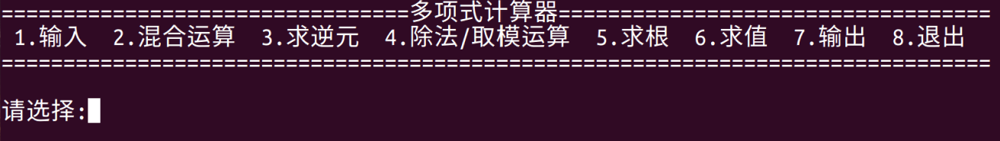 =================================多项式计算器===================================
1.输入  2.混合运算  3.求逆元  4.除法/取模运算  5.求根  6.求值  7.输出  8.退出
================================================================================
请选择: